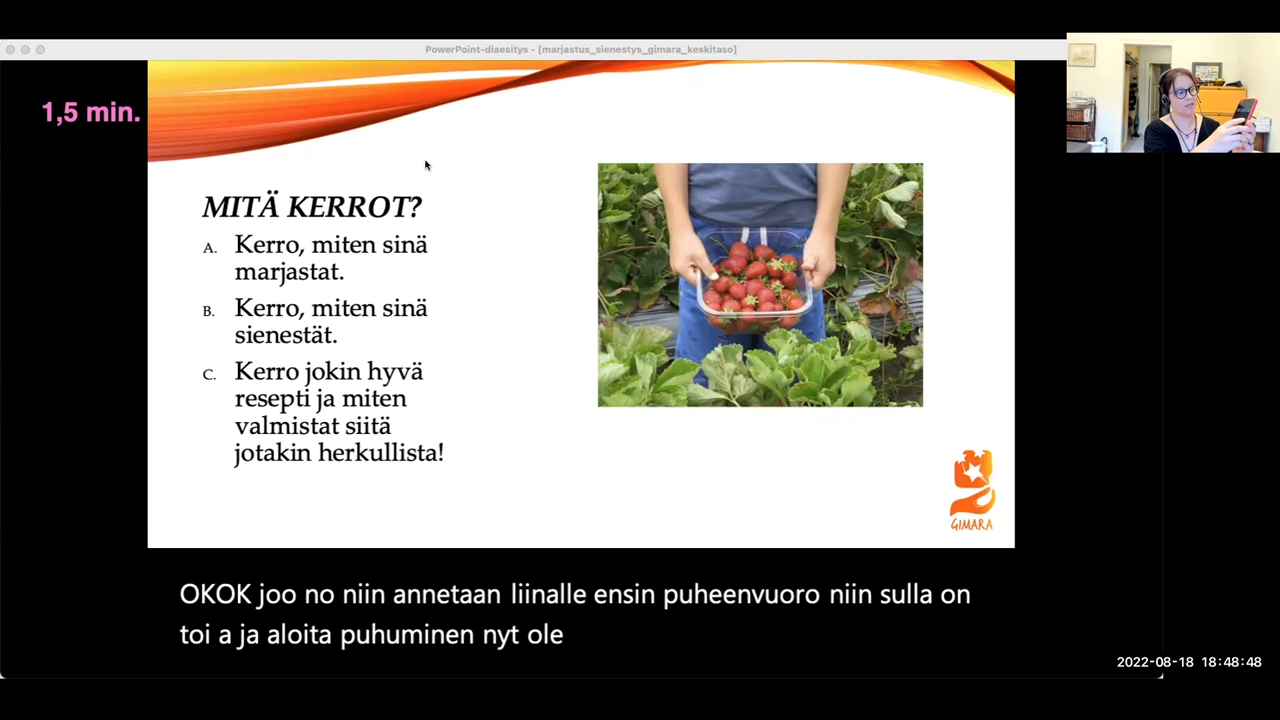 PowerPoint-diaesitys - [marjastus_sienestys_gimara_keskitaso]
1,5 min.
MITÄ KERROT?
A. Kerro, miten sinä
marjastat.
B. Kerro, miten sinä
sienestät.
C. Kerro jokin hyvä
resepti ja miten
valmistat siitä
jotakin herkullista!
GIMARA
OKOK joo no niin annetaan liinalle ensin puheenvuoro niin sulla on
toi a ja aloita puhuminen nyt ole
2022-08-18 18:48:48